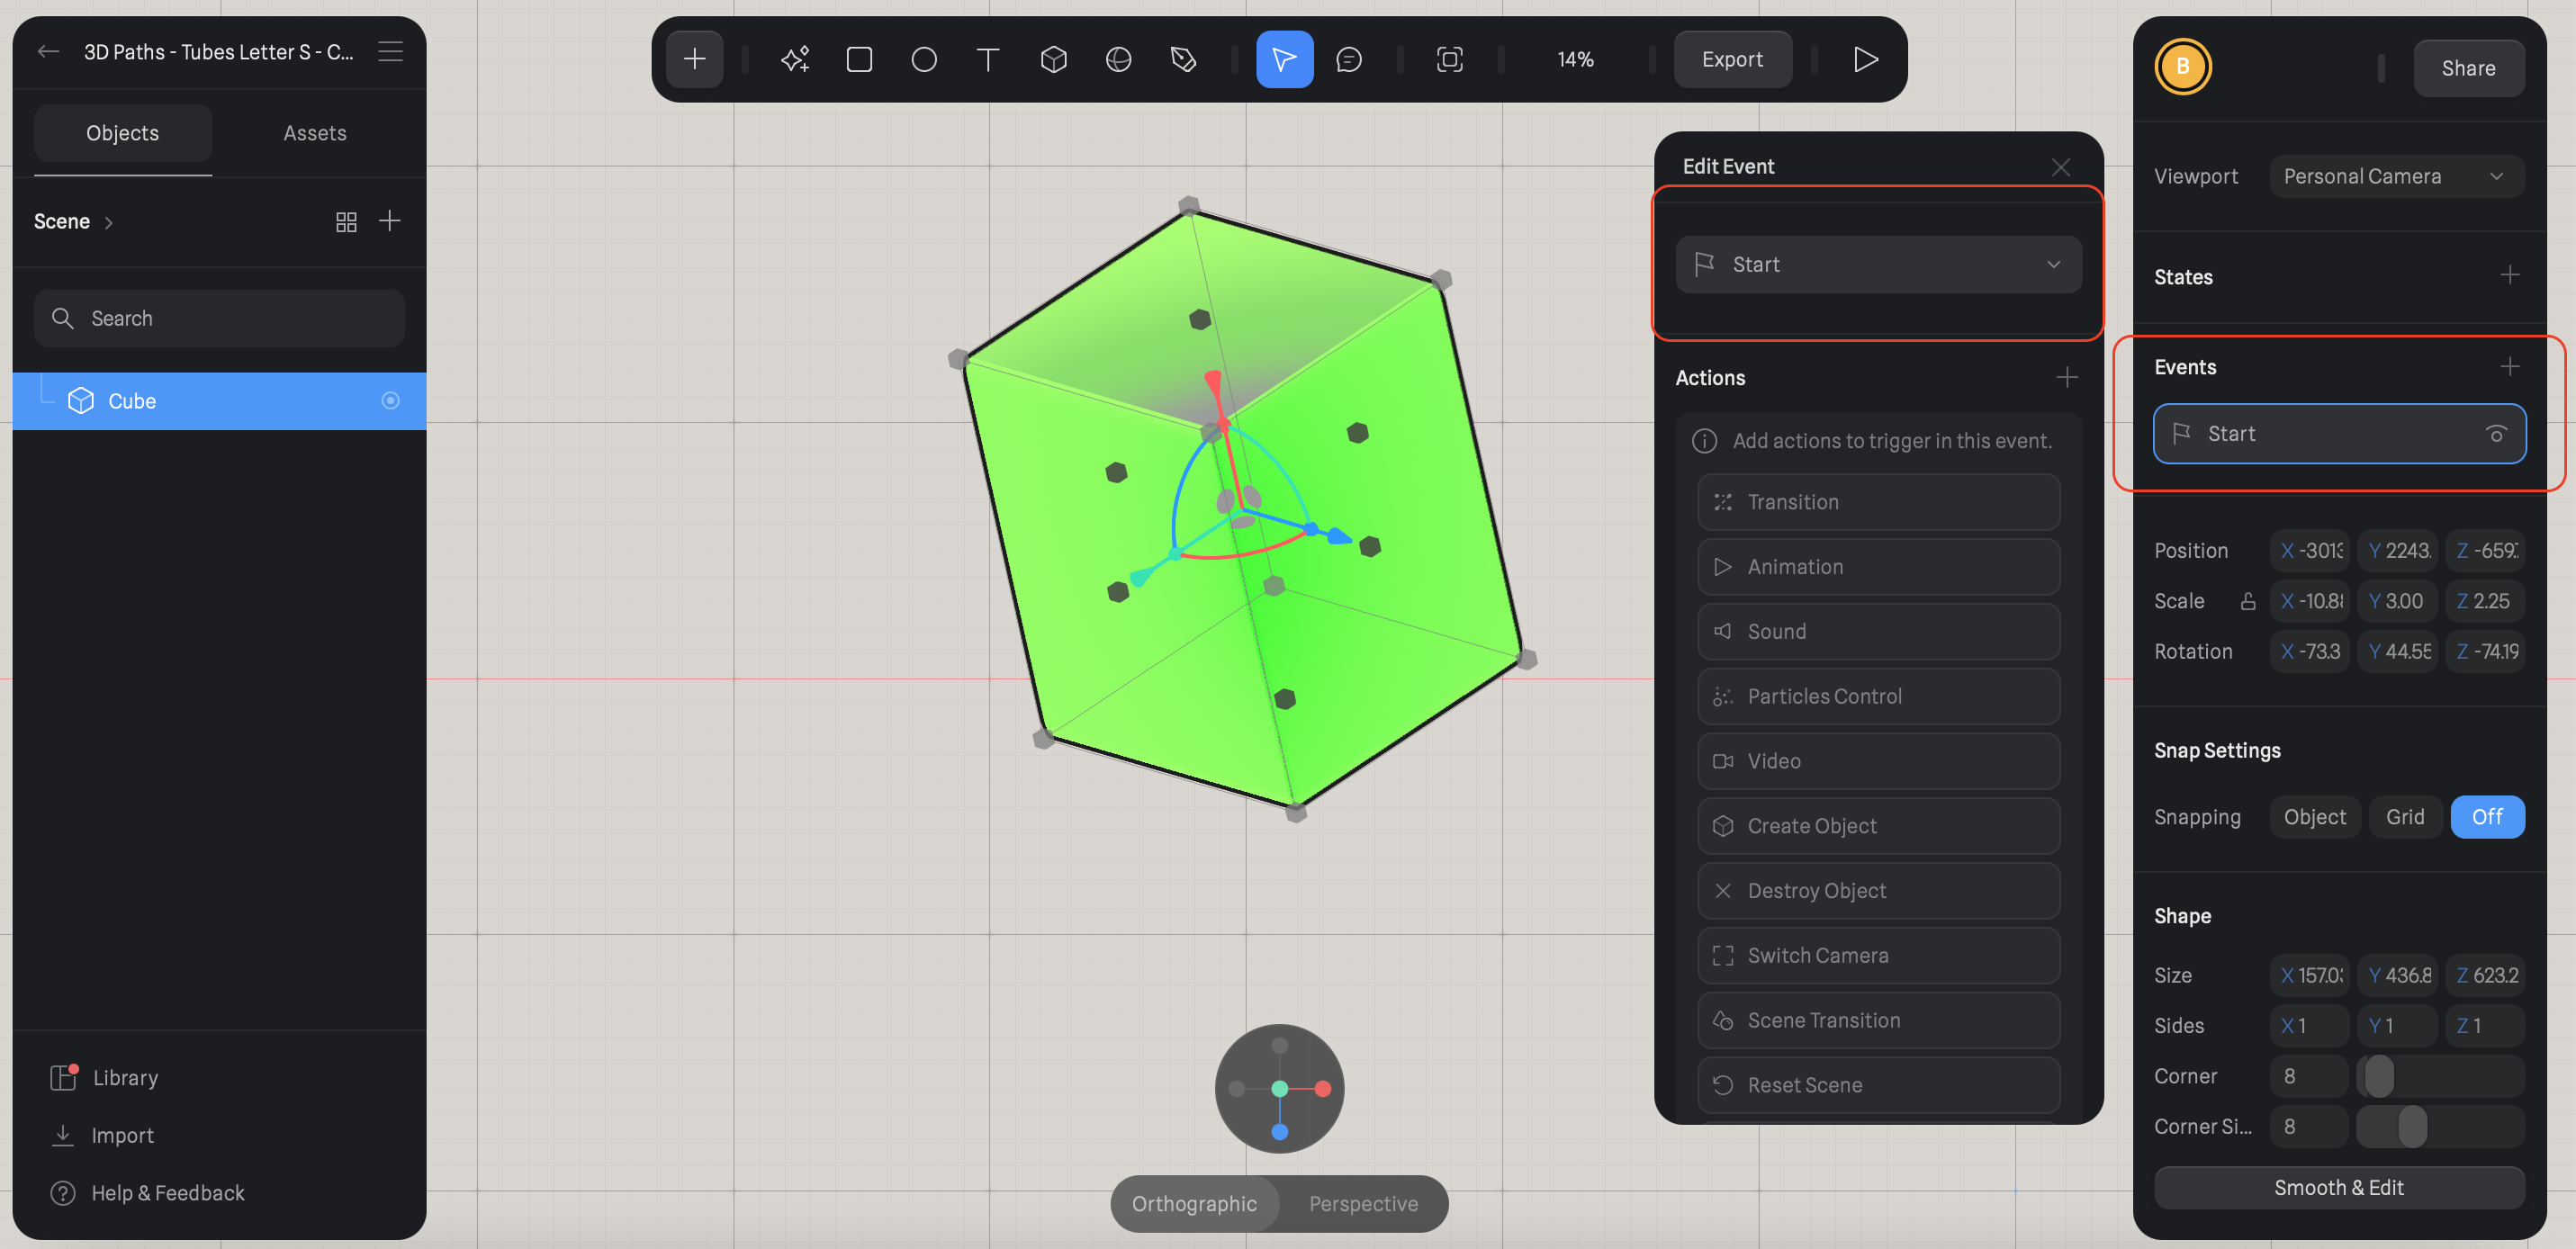 3D Paths - Tubes Letter S - C...
Objects
Assets
Scene
Search
Cube
Library
Import
Help & Feedback
14%
Export
Orthographic
Perspective
Edit Event
Start
Actions
Add actions to trigger in this event.
Transition
Animation
Sound
Particles Control
Video
Create Object
Destroy Object
Switch Camera
Scene Transition
Reset Scene
B
Share
Viewport
Personal Camera
States
Events
Start
Position X -3013 Y 2243. Z -659.
Scale X -10.8 Y 3.00 Z 2.25
Rotation X -73.3 Y 44.55 Z -74.19
Snap Settings
Snapping Object Grid Off
Shape
Size X 157.0 Y 436.8 Z 623.2
Sides X 1 Y 1 Z 1
Corner 8
Corner Si... 8
Smooth & Edit